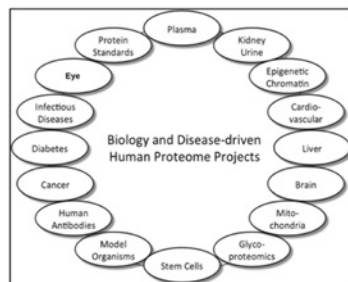 Plasma
Kidney
Urine
Epigenetic
Chromatin
Cardio-
vascular
Liver
Brain
Mito-
chondria
Glyco-
proteomics
Stem Cells
Model
Organisms
Human
Antibodies
Cancer
Diabetes
Infectious
Diseases
Eye
Protein
Standards
Biology and Disease-driven
Human Proteome Projects